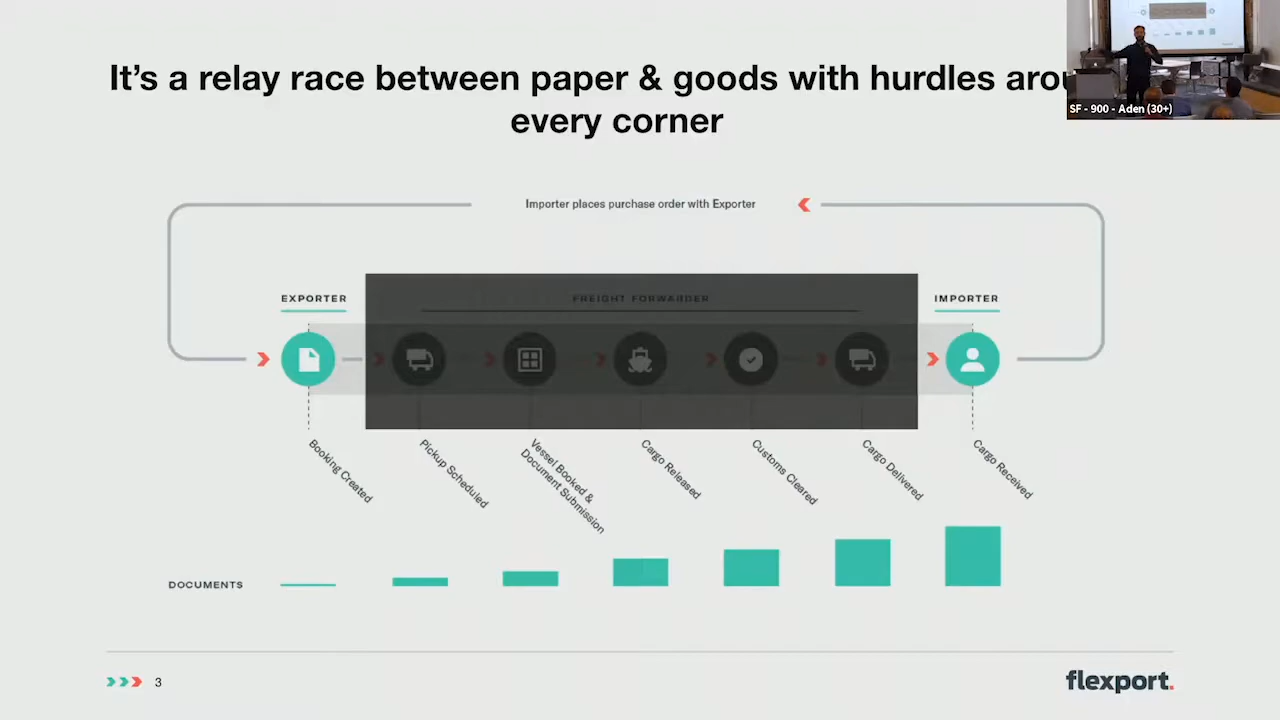 It's a relay race between paper & goods with hurdles
every corner
SF - 900 - Aden (30+)
Importer places purchase order with Exporter
EXPORTER
FREIGHT FORWARDER
IMPORTER
Booking Created
Pickup Scheduled
Vessel Booked &
Document Submission
Cargo Released
Customs Cleared
Cargo Delivered
Cargo Received
DOCUMENTS
3
flexport.